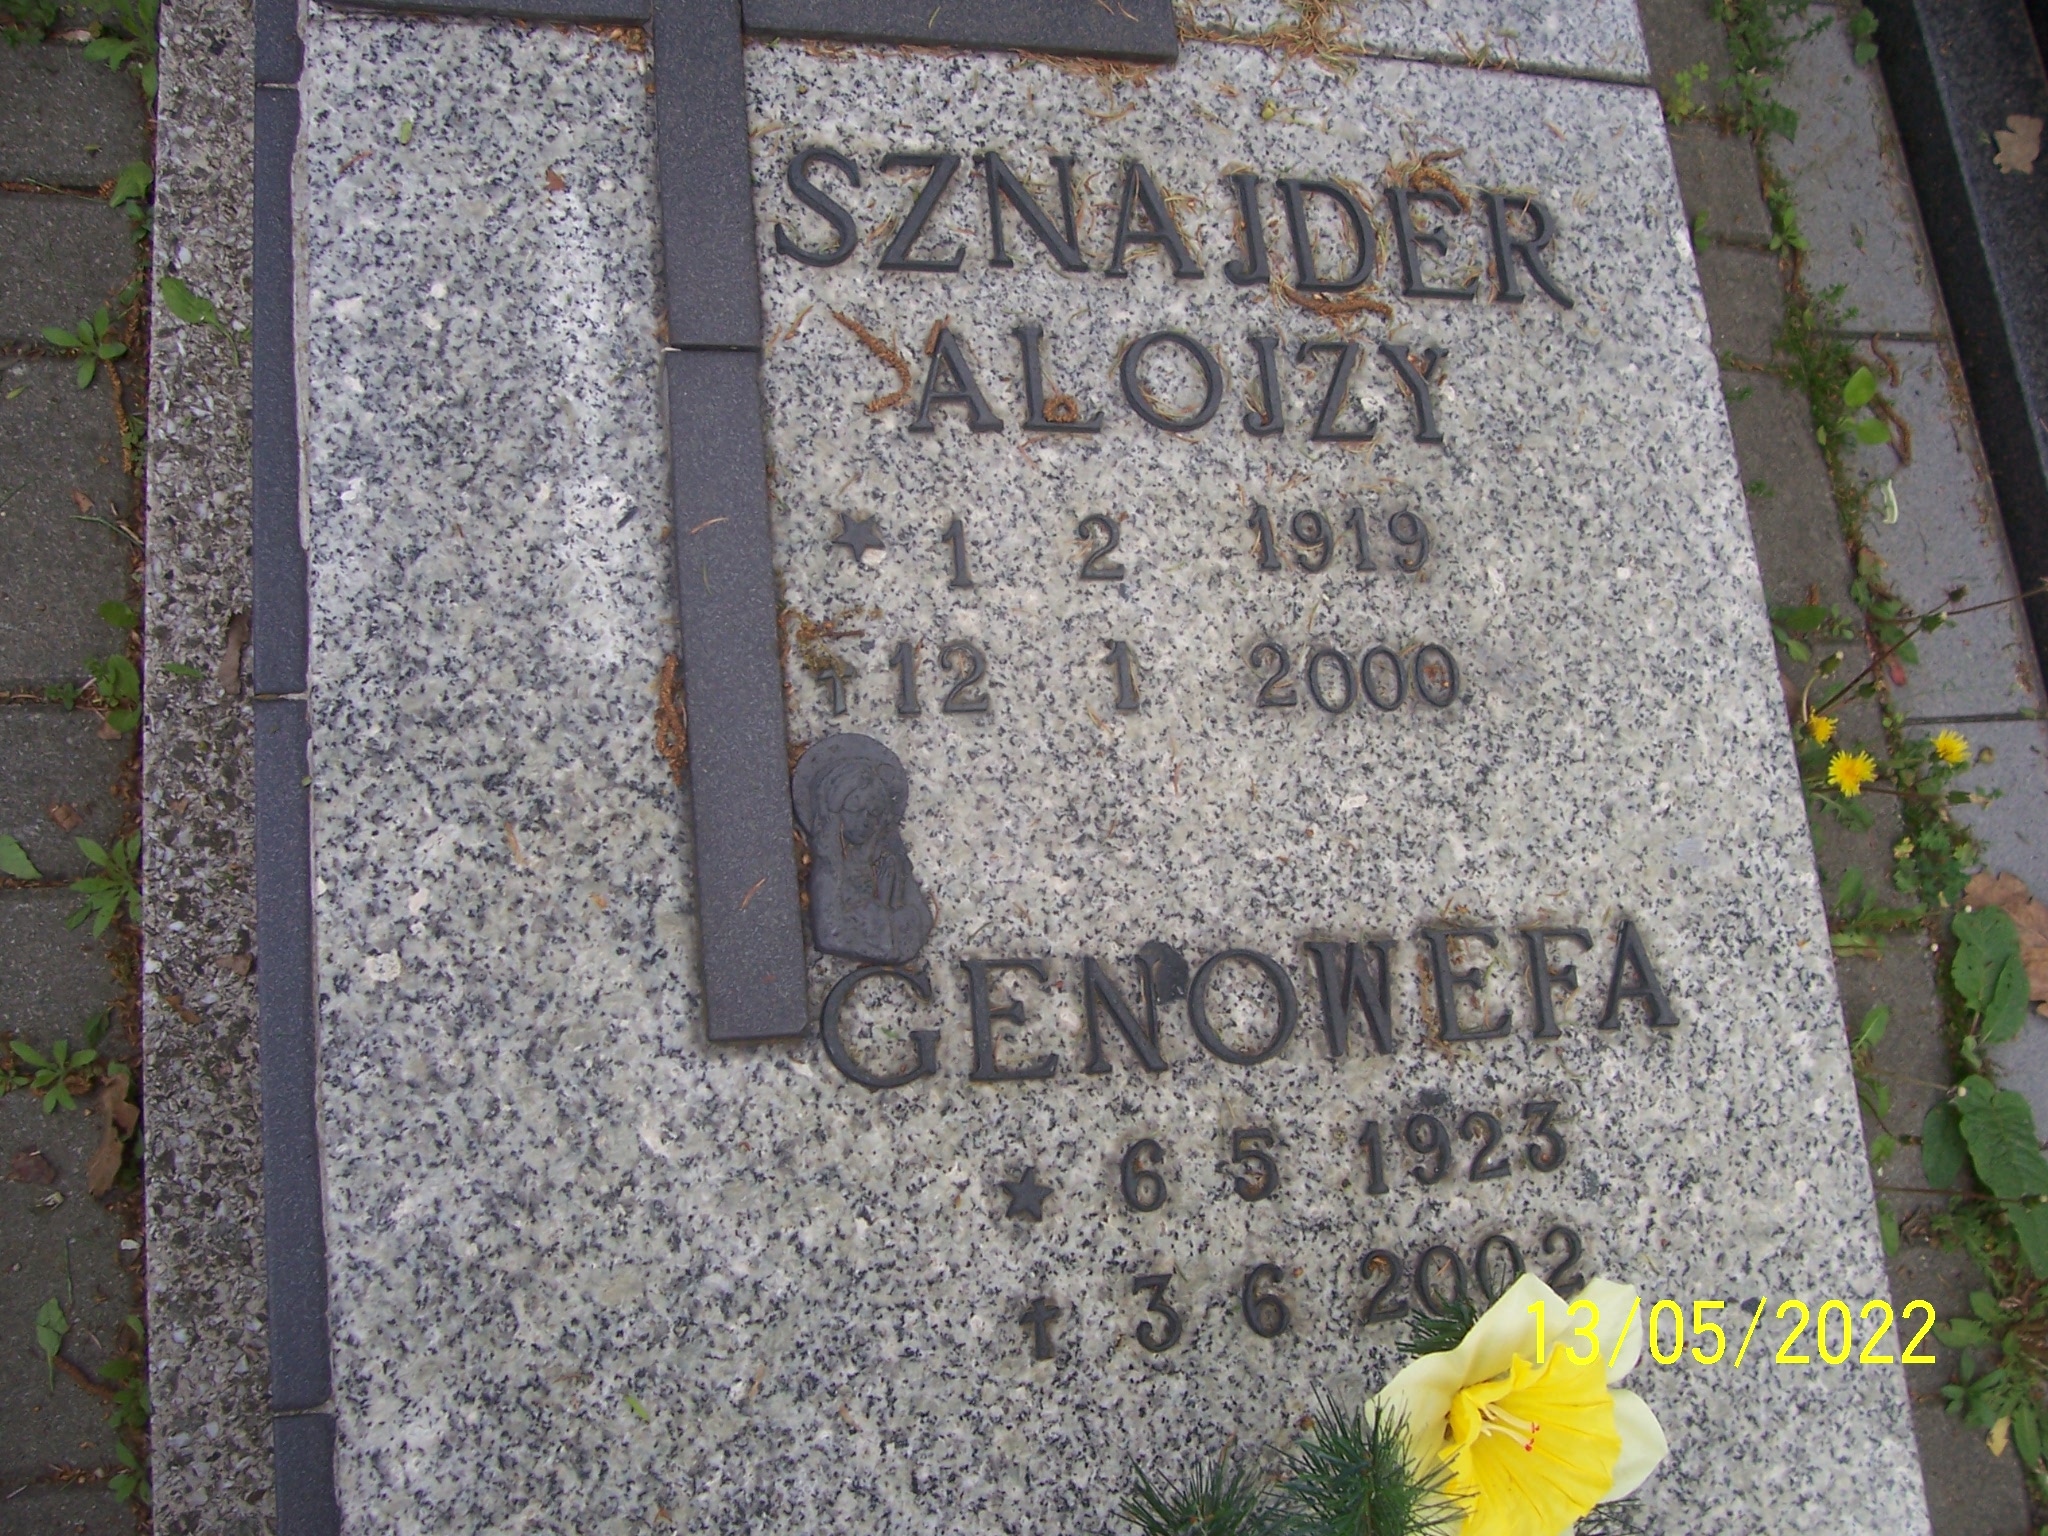 SZNAJDER
ALOJZY
★ 1 2 1919
† 12 1 2000
GENOWEFA
★ 6 5 1923
† 3 6 2002
13/05/2022